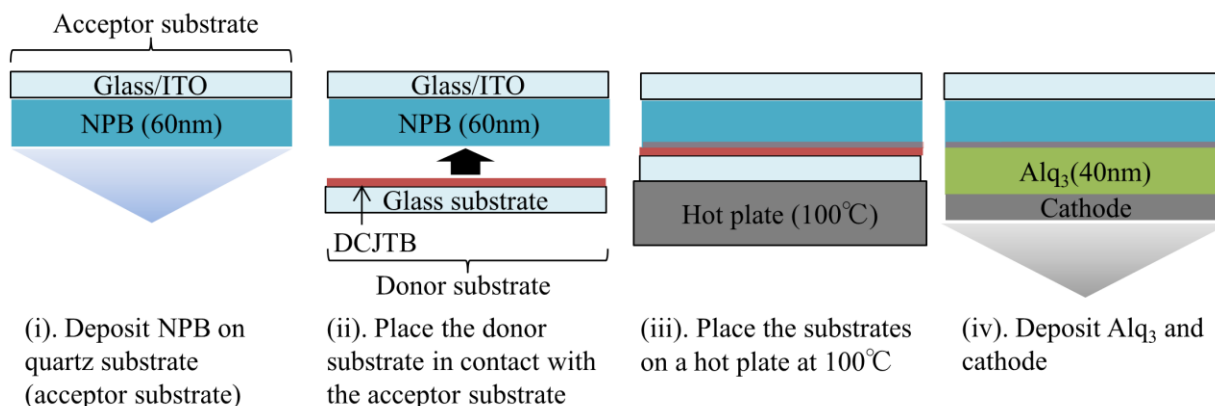 Acceptor substrate
Glass/ITO
NPB (60nm)
Glass/ITO
NPB (60nm)
Glass substrate
DCJTB
Donor substrate
Hot plate (100℃)
Alq₃(40nm)
Cathode
(i). Deposit NPB on
quartz substrate
(acceptor substrate)
(ii). Place the donor
substrate in contact with
the acceptor substrate
(iii). Place the substrates
on a hot plate at 100℃
(iv). Deposit Alq₃ and
cathode